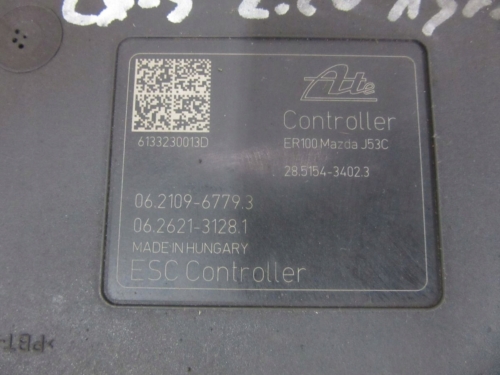 Ate
Controller
6133230013D
ER100 Mazda J53C
28.5154-3402.3
06.2109-6779.3
06.2621-3128.1
MADE IN HUNGARY
ESC Controller
>PBT-